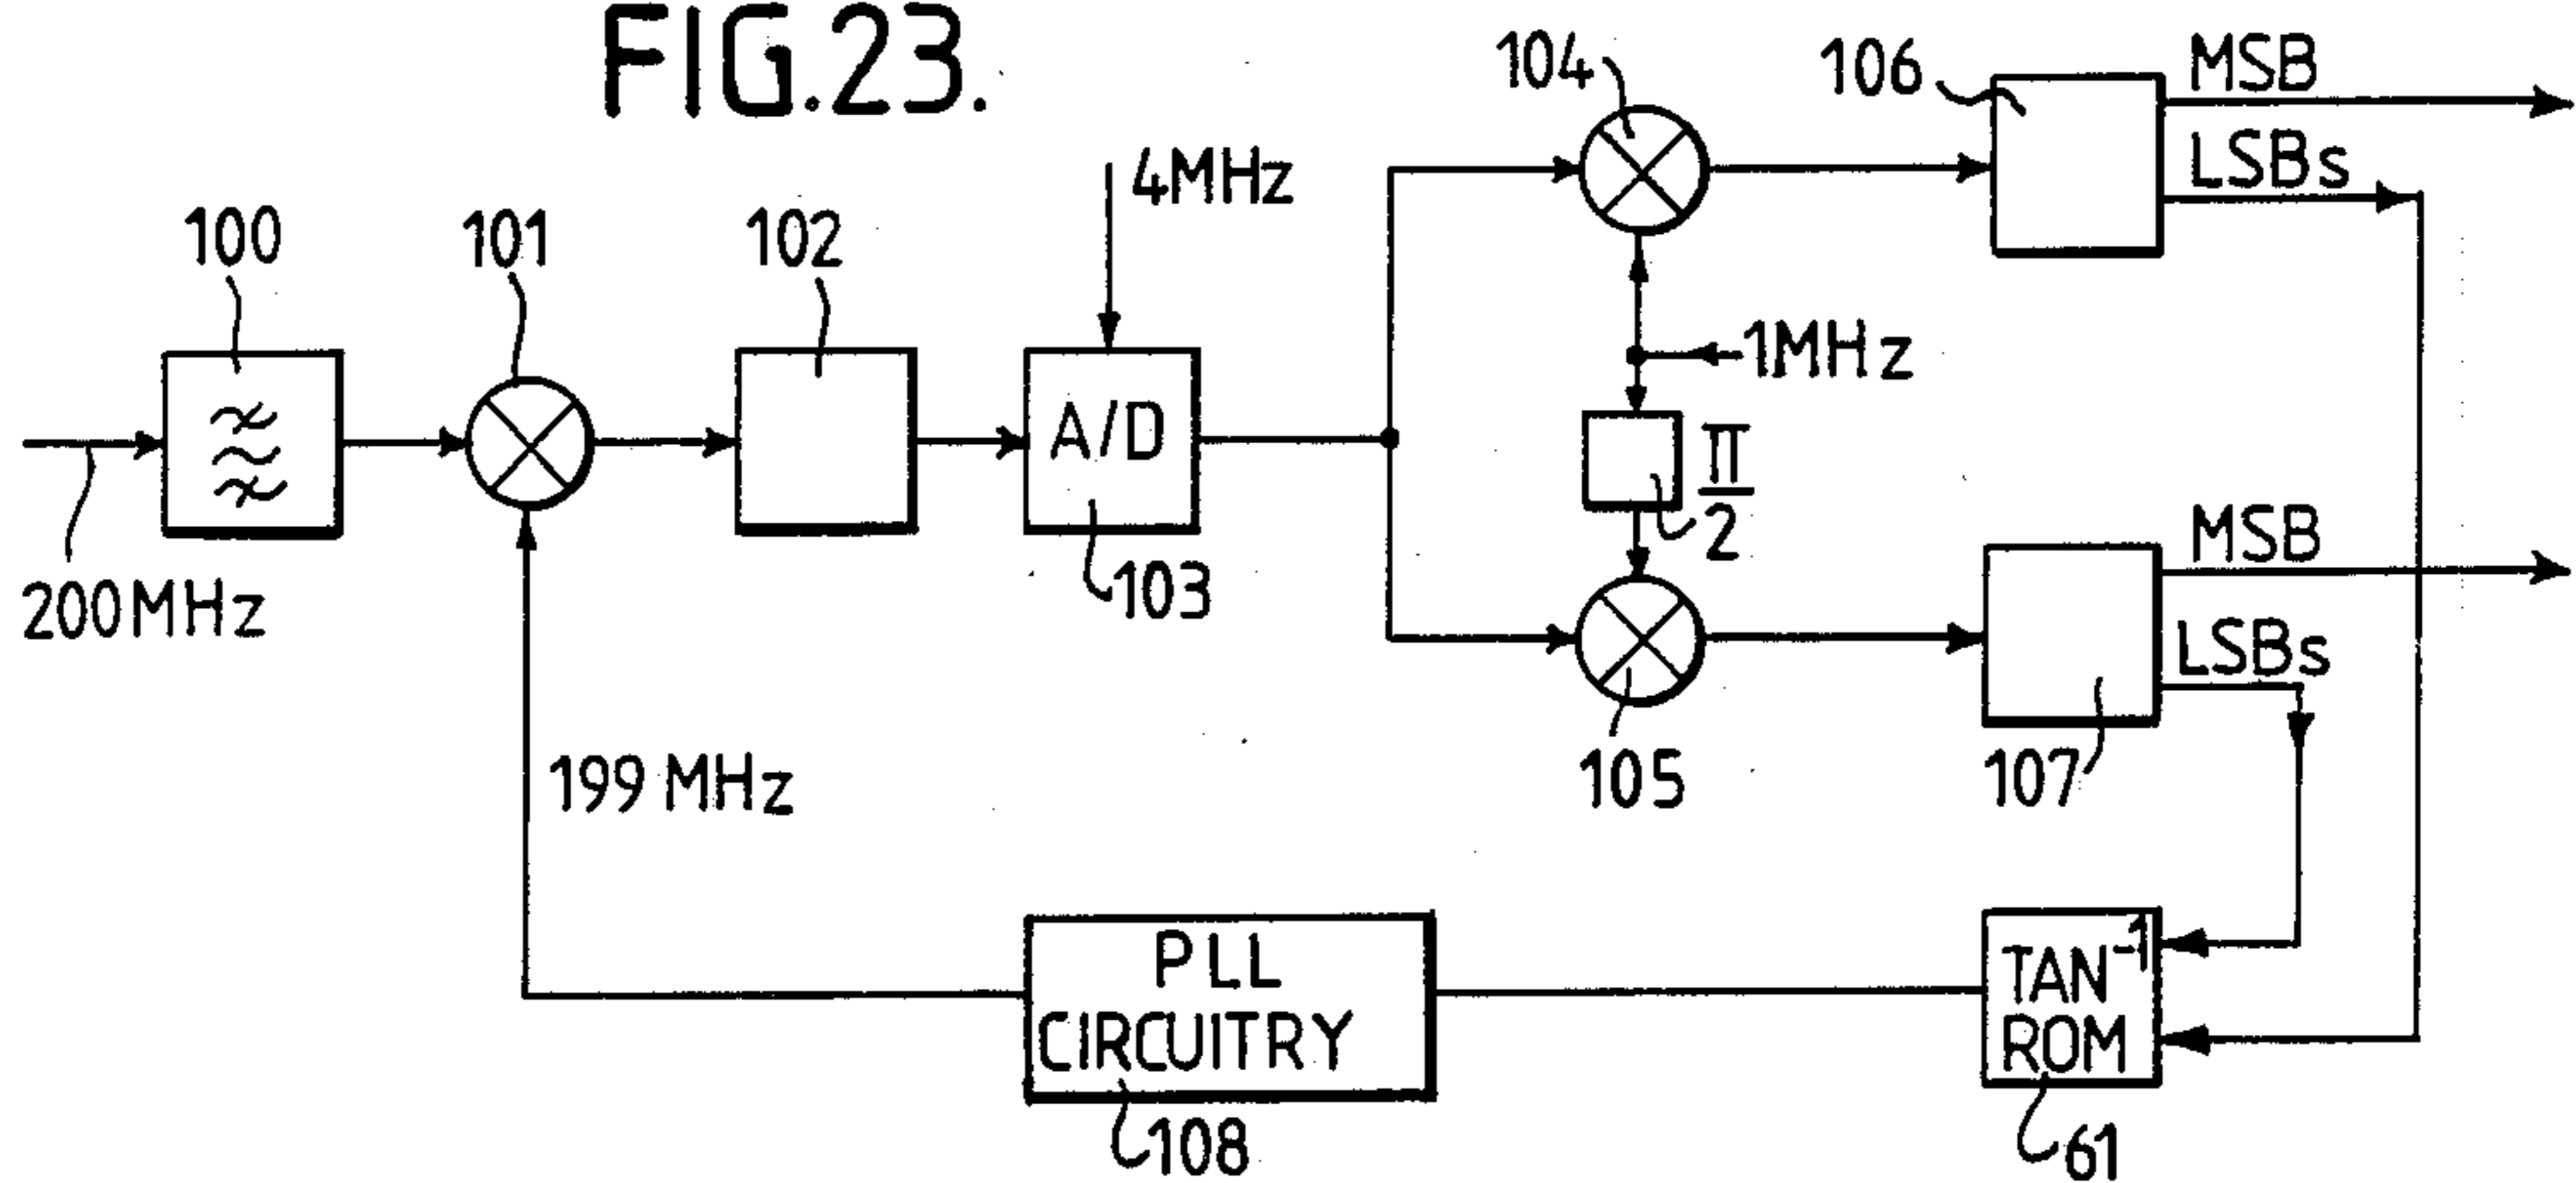 FIG.23.
104
106
MSB
LSBs
4MHz
100
101
102
1MHz
A/D
π
2
103
200MHz
MSB
LSBs
199 MHz
105
107
PLL
CIRCUITRY
TAN-1
ROM
108
61